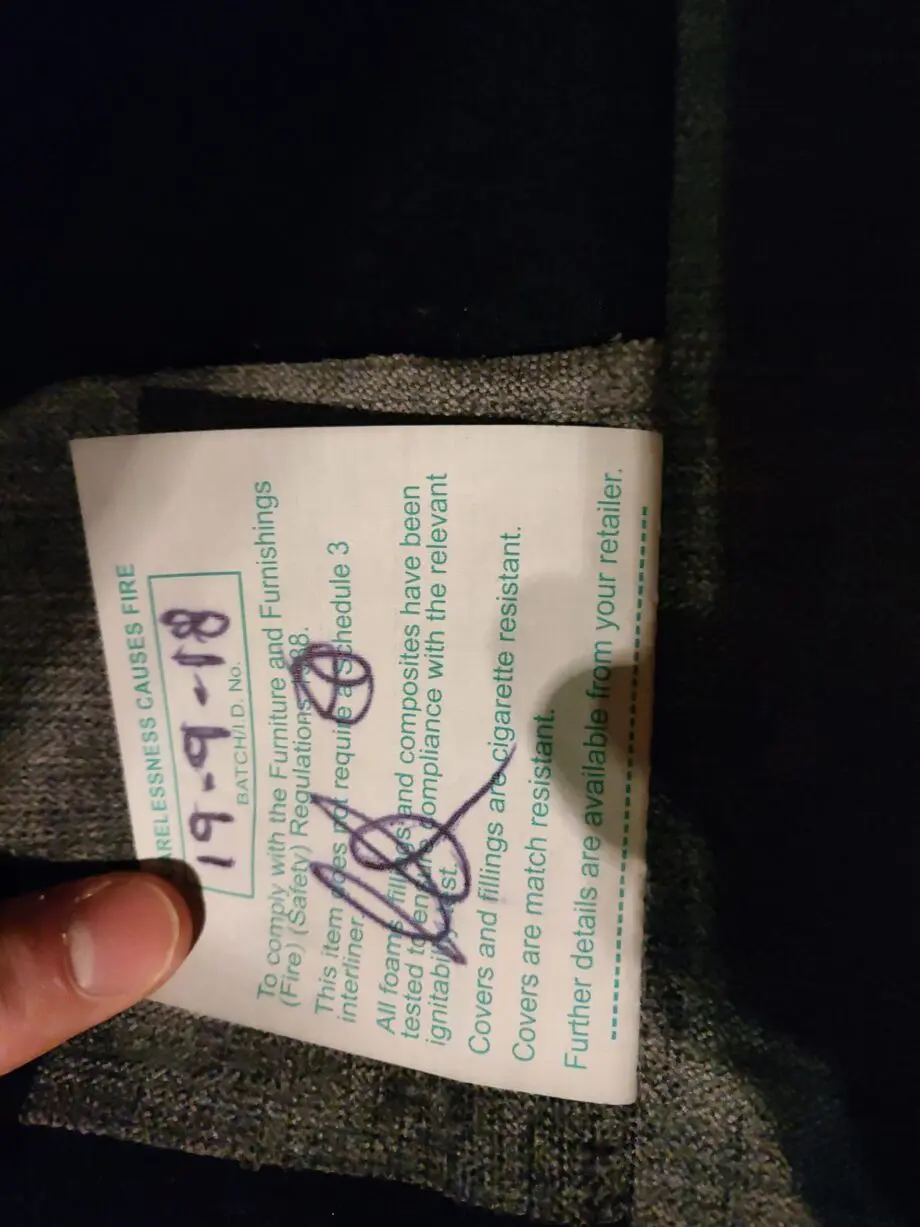 ARELESSNESS CAUSES FIRE
19-9-18
BATCH/I.D. No.
To comply with the Furniture and Furnishings
(Fire) (Safety) Regulations 1988.
This item does not require a schedule 3
interliner.
All foams, fillings and composites have been
tested to ensure compliance with the relevant
ignitability test.
Covers and fillings are cigarette resistant.
Covers are match resistant.
Further details are available from your retailer.